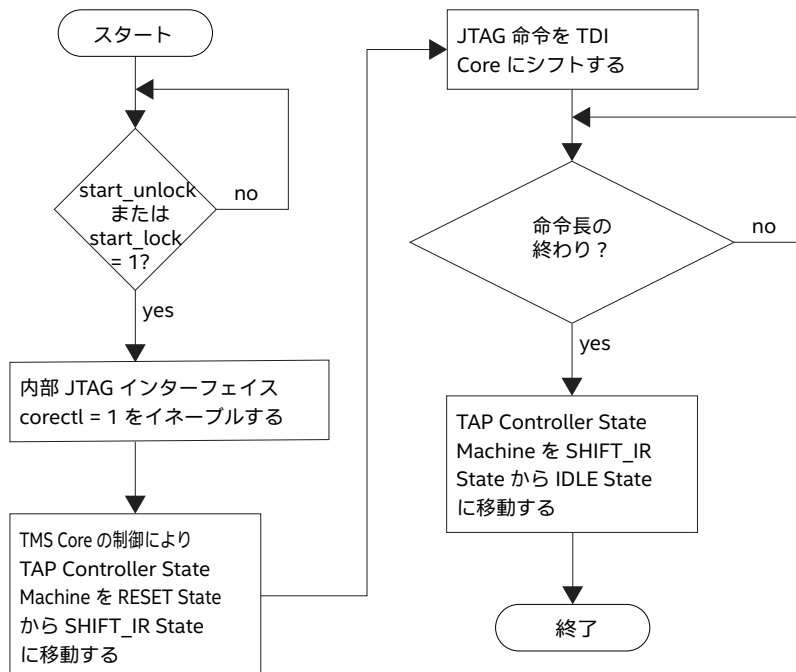 スタート
start_unlock
または
start_lock
= 1?
no
yes
内部 JTAG インターフェイス
corectl = 1 をイネーブルする
TMS Core の制御により
TAP Controller State
Machine を RESET State
から SHIFT_IR State
に移動する
JTAG 命令を TDI
Core にシフトする
命令長の
終わり？
no
yes
TAP Controller State
Machine を SHIFT_IR
State から IDLE State
に移動する
終了